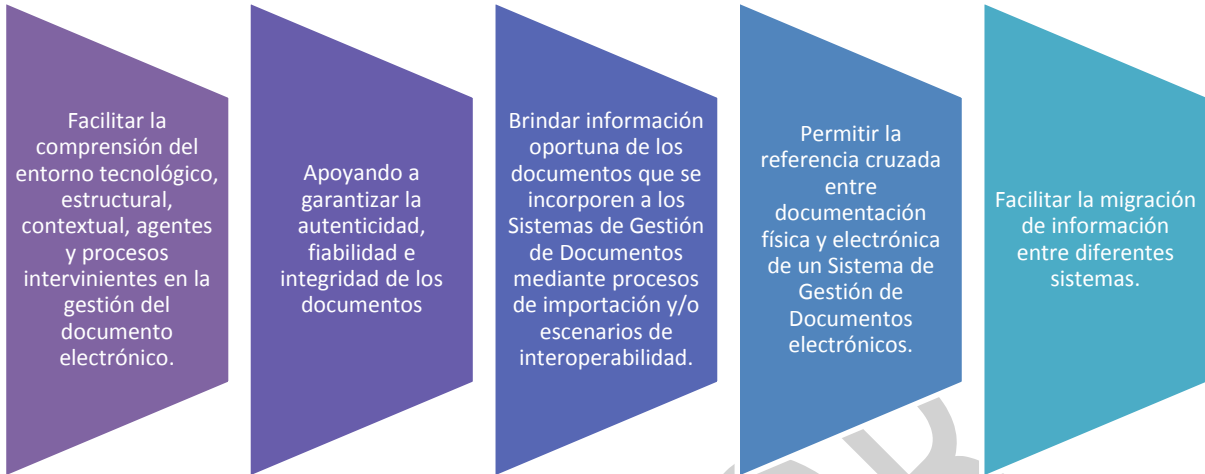 Facilitar la
comprensión del
entorno tecnológico,
estructural,
contextual, agentes
y procesos
intervinientes en la
gestión del
documento
electrónico.
Apoyando a
garantizar la
autenticidad,
fiabilidad e
integridad de los
documentos
Brindar información
oportuna de los
documentos que se
incorporen a los
Sistemas de Gestión
de Documentos
mediante procesos
de importación y/o
escenarios de
interoperabilidad.
Permitir la
referencia cruzada
entre
documentación
física y electrónica
de un Sistema de
Gestión de
Documentos
electrónicos.
Facilitar la migración
de información
entre diferentes
sistemas.